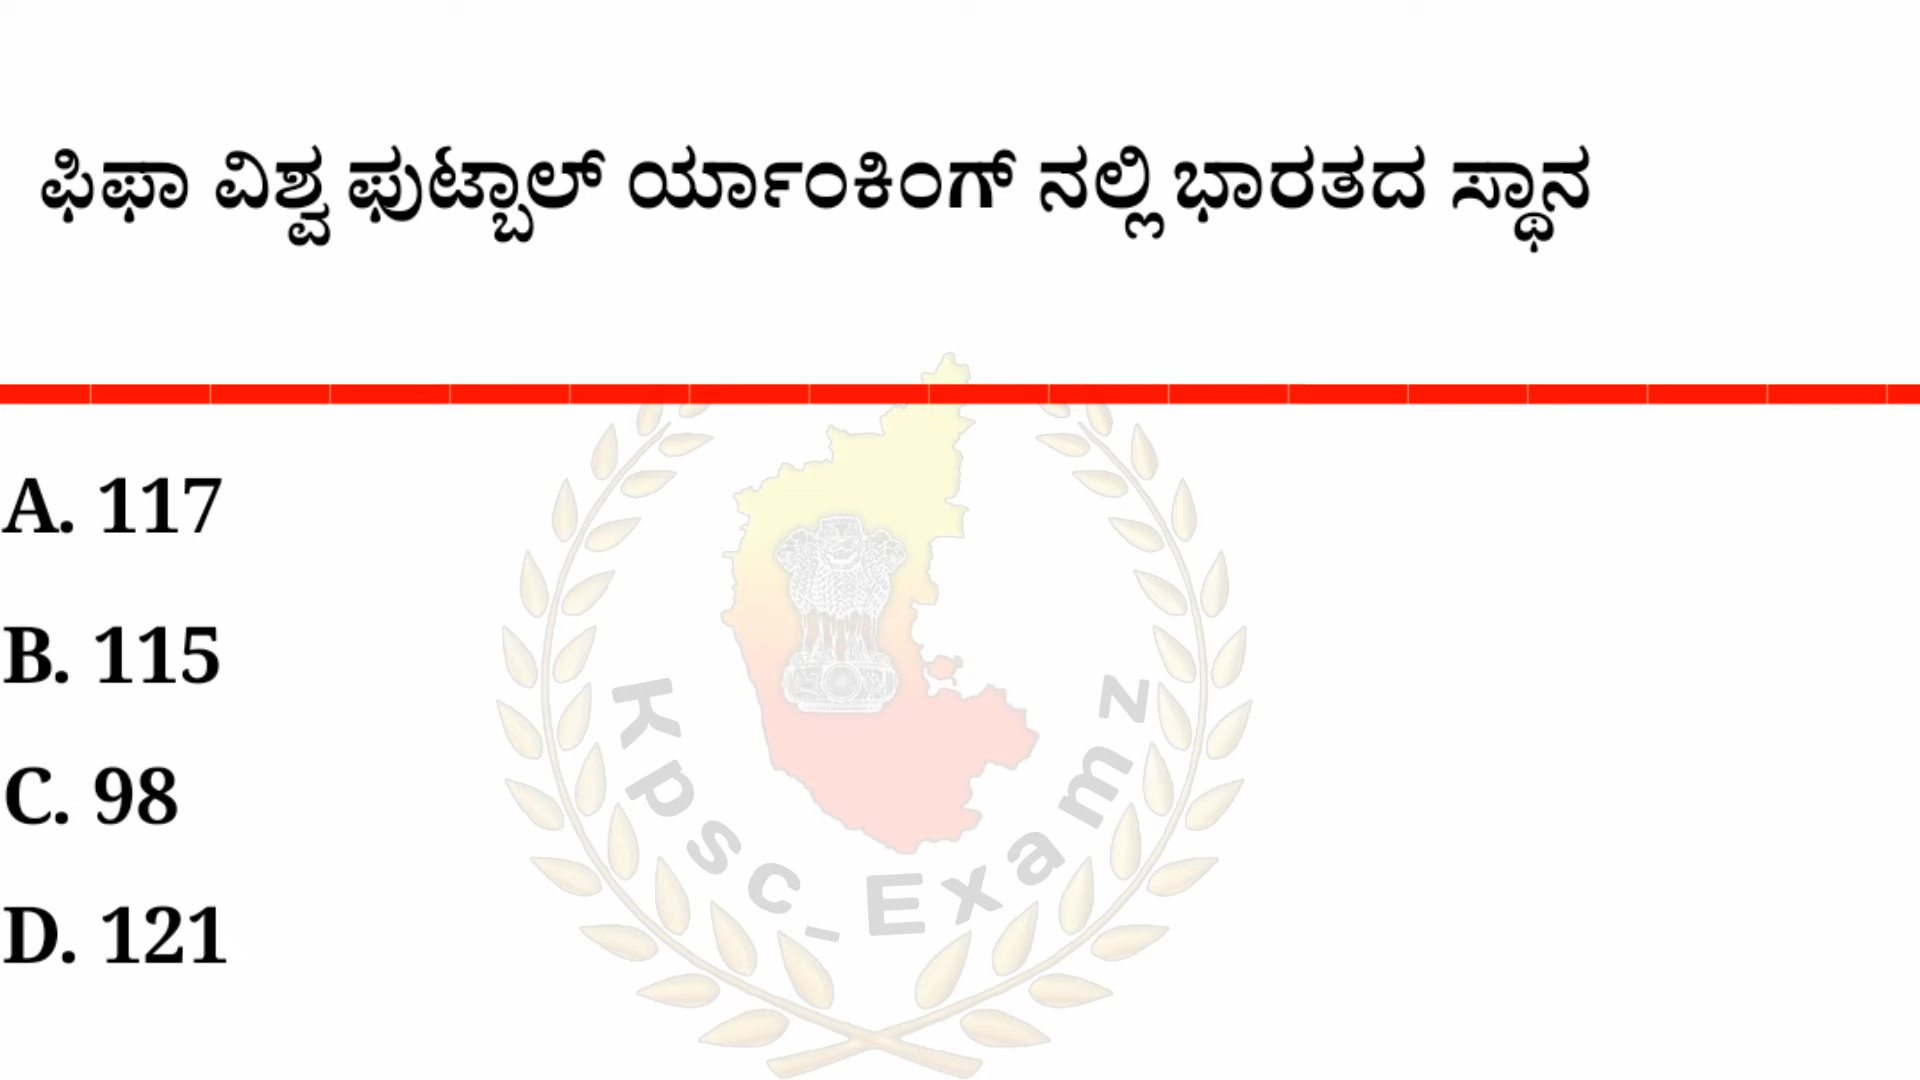 ಫಿಫಾ ವಿಶ್ವ ಫುಟ್ಬಾಲ್ ರ್ಯಾಂಕಿಂಗ್ ನಲ್ಲಿ ಭಾರತದ ಸ್ಥಾನ
A. 117
B. 115
C. 98
D. 121
Kpsc_Examz